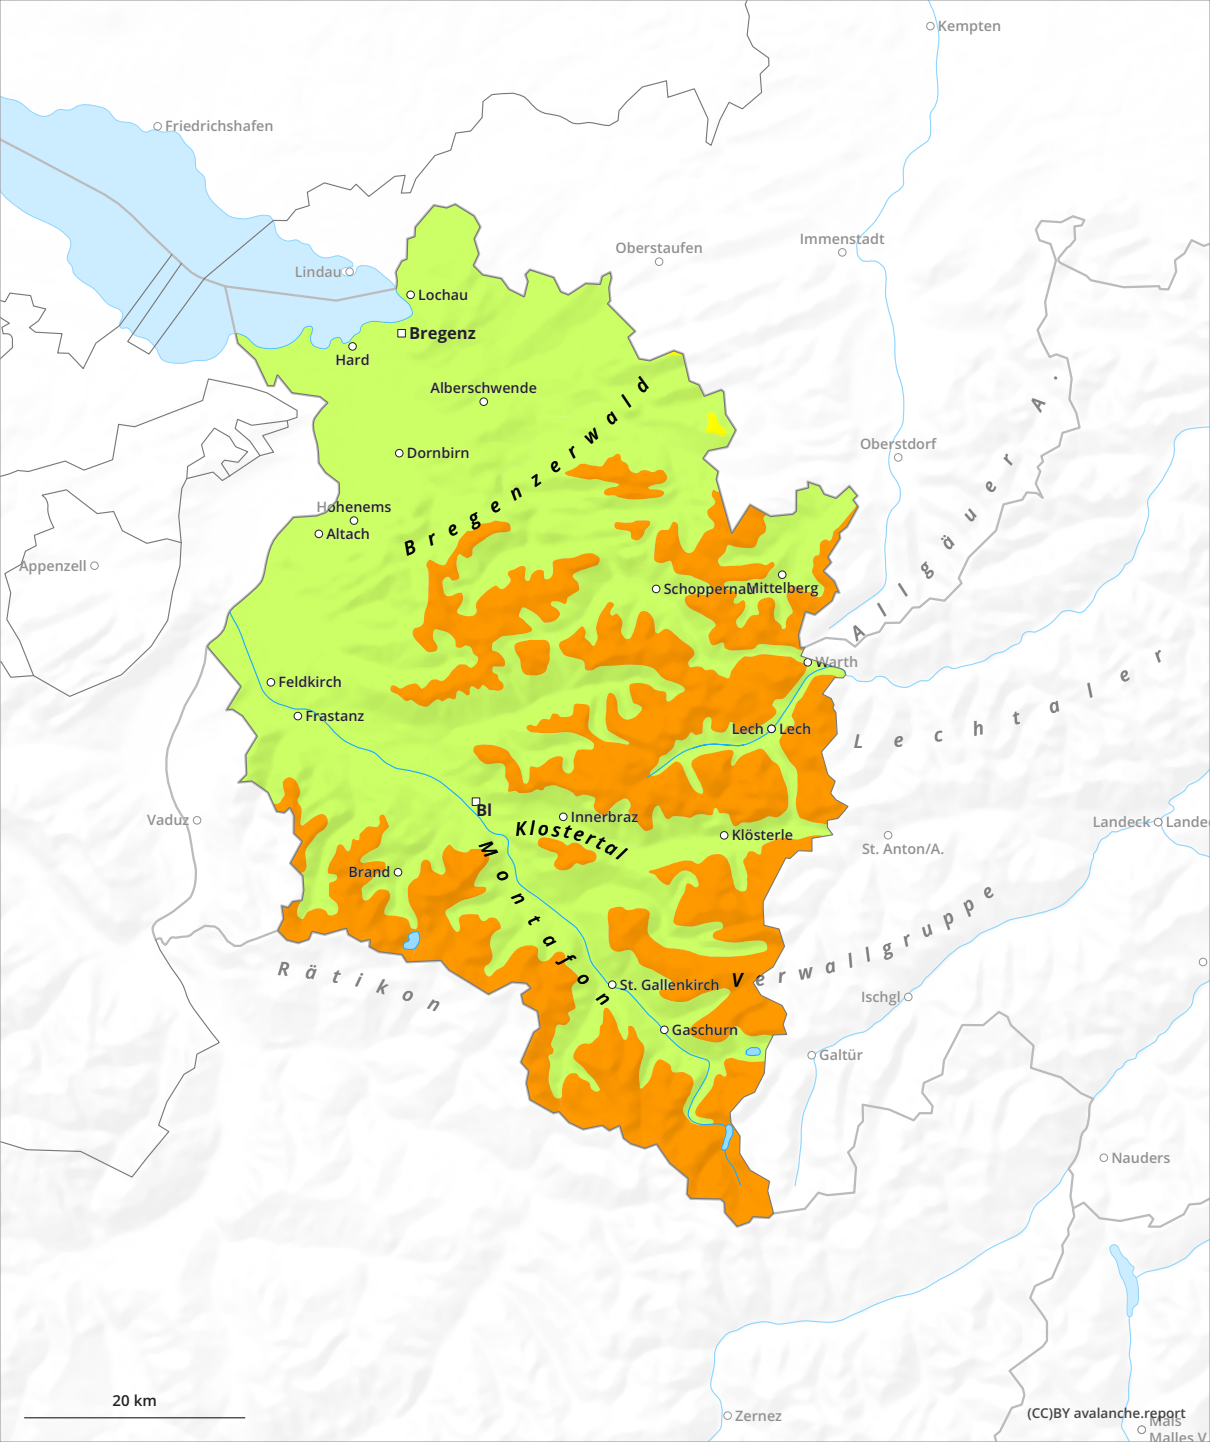 Kempten
Friedrichshafen
Immenstadt
Oberstaufen
Lindau
Lochau
Bregenz
Hard
Alberschwende
Bregenzerwald
Allgäuer A.
Oberstdorf
Dornbirn
Hohenems
Altach
Appenzell
Schoppernau
Mittelberg
Warth
Lechtaler
Feldkirch
Frastanz
Lech
Lech
Bl
Innerbraz
Klostertal
Klösterle
Vaduz
Landeck
Landec
St. Anton/A.
Montafon
Brand
Verwallgruppe
Rätikon
St. Gallenkirch
Ischgl
Gaschurn
Galtür
Nauders
20 km
Zernez
(CC)BY avalanche.report
Mals
Malles V